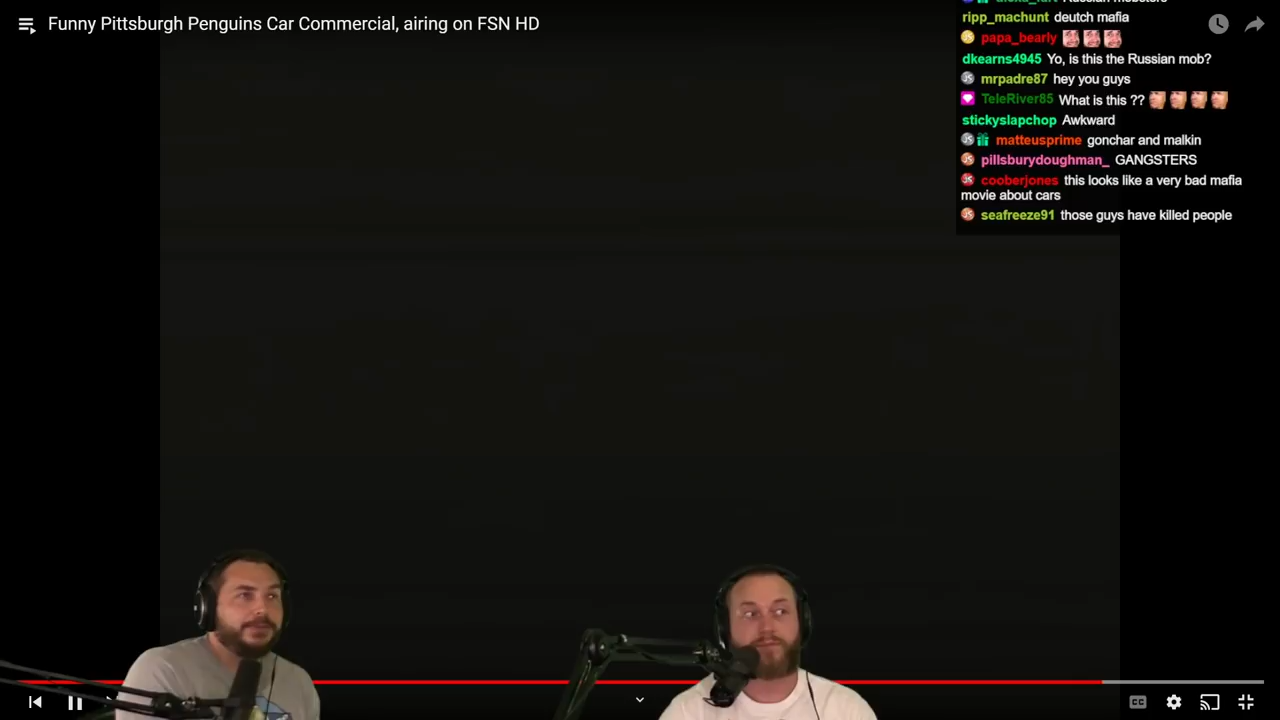 Funny Pittsburgh Penguins Car Commercial, airing on FSN HD
ripp_machunt deutch mafia
papa_bearly
dkearns4945 Yo, is this the Russian mob?
mrpadre87 hey you guys
TeleRiver85 What is this ??
stickyslapchop Awkward
matteusprime gonchar and malkin
pillsburydoughman_ GANGSTERS
cooberjones this looks like a very bad mafia
movie about cars
seafreeze91 those guys have killed people
CC